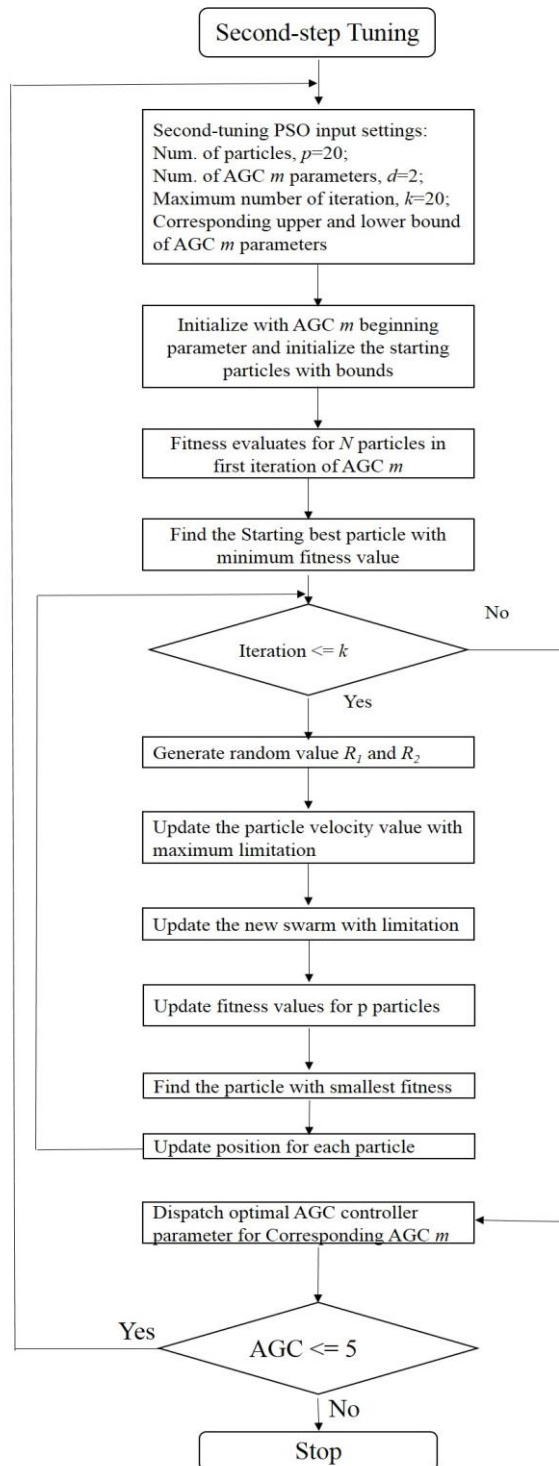 Second-step Tuning
Second-tuning PSO input settings:
Num. of particles, p=20;
Num. of AGC m parameters, d=2;
Maximum number of iteration, k=20;
Corresponding upper and lower bound
of AGC m parameters
Initialize with AGC m beginning
parameter and initialize the starting
particles with bounds
Fitness evaluates for N particles in
first iteration of AGC m
Find the Starting best particle with
minimum fitness value
No
Iteration <= k
Yes
Generate random value R1 and R2
Update the particle velocity value with
maximum limitation
Update the new swarm with limitation
Update fitness values for p particles
Find the particle with smallest fitness
Update position for each particle
Dispatch optimal AGC controller
parameter for Corresponding AGC m
Yes
AGC <= 5
No
Stop